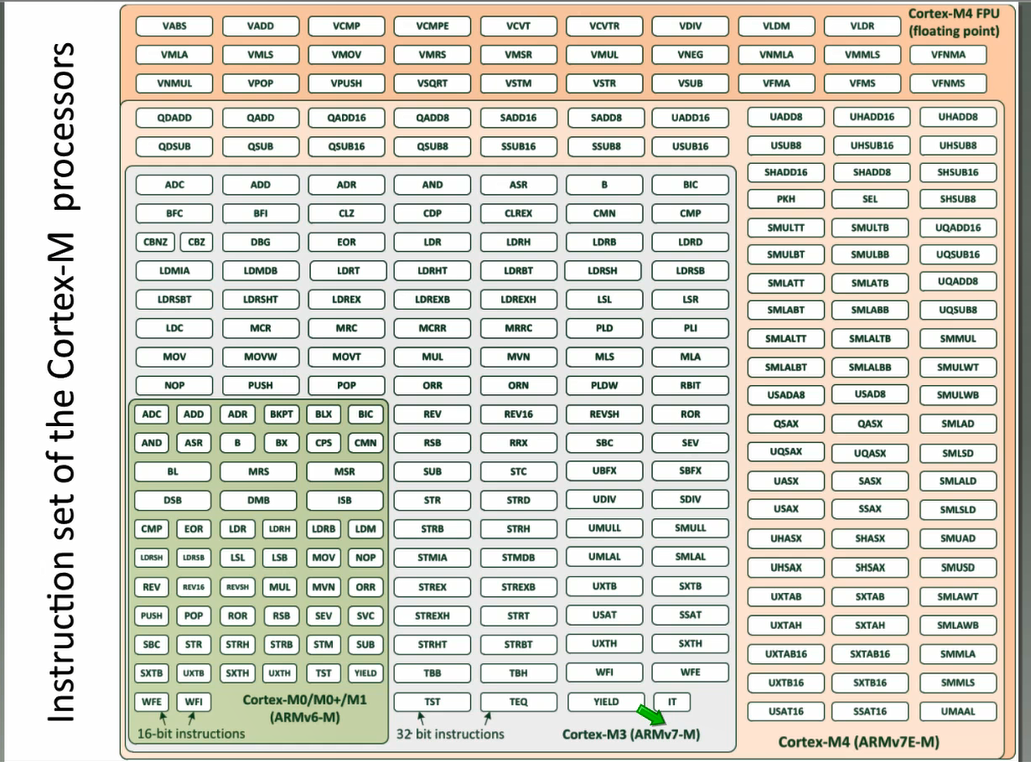 Instruction set of the Cortex-M processors
VABS VADD VCMP VCMPE VCVT VCVTR VDIV VLDM VLDR Cortex-M4 FPU
(floating point)
VMLA VMLS VMOV VMRS VMSR VMUL VNEG VNMLA VMMLS VFNMA
VNMUL VPOP VPUSH VSQRT VSTM VSTR VSUB VFMA VFMS VFNMS
QDADD QADD QADD16 QADD8 SADD16 SADD8 UADD16 UADD8 UHADD16 UHADD8
QDSUB QSUB QSUB16 QSUB8 SSUB16 SSUB8 USUB16 USUB8 UHSUB16 UHSUB8
SHADD16 SHADD8 SHSUB16
ADC ADD ADR AND ASR B BIC PKH SEL SHSUB8
BFC BFI CLZ CDP CLREX CMN CMP SMULTT SMULTB UQADD16
CBNZ CBZ DBG EOR LDR LDRH LDRB LDRD SMULBT SMULBB UQSUB16
LDMIA LDMDB LDRT LDRHT LDRBT LDRSH LDRSB SMLATT SMLATB UQADD8
LDRSBT LDRSHT LDREX LDREXB LDREXH LSL LSR SMLABT SMLABB UQSUB8
LDC MCR MRC MCRR MRRC PLD PLI SMLALTT SMLALTB SMMUL
MOV MOVW MOVT MUL MVN MLS MLA SMLALBT SMLALBB SMULWT
NOP PUSH POP ORR ORN PLDW RBIT USADA8 USAD8 SMULWB
ADC ADD ADR BKPT BLX BIC REV REV16 REVSH ROR QSAX QASX SMLAD
AND ASR B BX CPS CMN RSB RRX SBC SEV UQSAX UQASX SMLSD
BL MRS MSR SUB STC UBFX SBFX UASX SASX SMLALD
DSB DMB ISB STR STRD UDIV SDIV USAX SSAX SMLSLD
CMP EOR LDR LDRH LDRB LDM STRB STRH UMULL SMULL UHASX SHASX SMUAD
LDRSH LDRSB LSL LSB MOV NOP STMIA STMDB UMLAL SMLAL UHSAX SHSAX SMUSD
REV REV16 REVSH MUL MVN ORR STREX STREXB UXTB SXTB UXTAB SXTAB SMLAWT
PUSH POP ROR RSB SEV SVC STREXH STRT USAT SSAT UXTAH SXTAH SMLAWB
SBC STR STRH STRB STM SUB STRHT STRBT UXTH SXTH UXTAB16 SXTAB16 SMMLA
SXTB UXTB SXTH UXTH TST YIELD TBB TBH WFI WFE UXTB16 SXTB16 SMMLS
WFE WFI Cortex-M0/M0+/M1 TST TEQ YIELD IT USAT16 SSAT16 UMAAL
(ARMv6-M)
16-bit instructions 32 bit instructions Cortex-M3 (ARMv7-M) Cortex-M4 (ARMv7E-M)